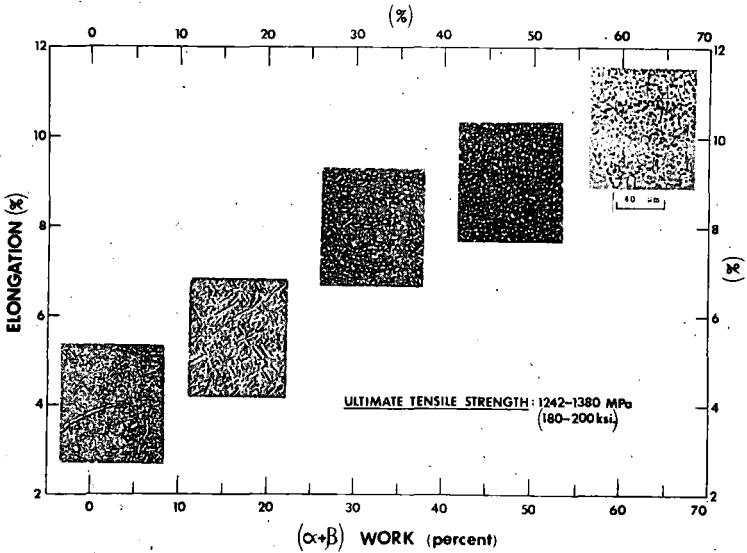 (%)
0 10 20 30 40 50 60 70
12
10
8
6
4
2
ELONGATION (%)
12
10
8
6
4
2
(%)
40 μm
ULTIMATE TENSILE STRENGTH: 1242-1380 MPa
(180-200 ksi.)
0 10 20 30 40 50 60 70
(α+β) WORK (percent)